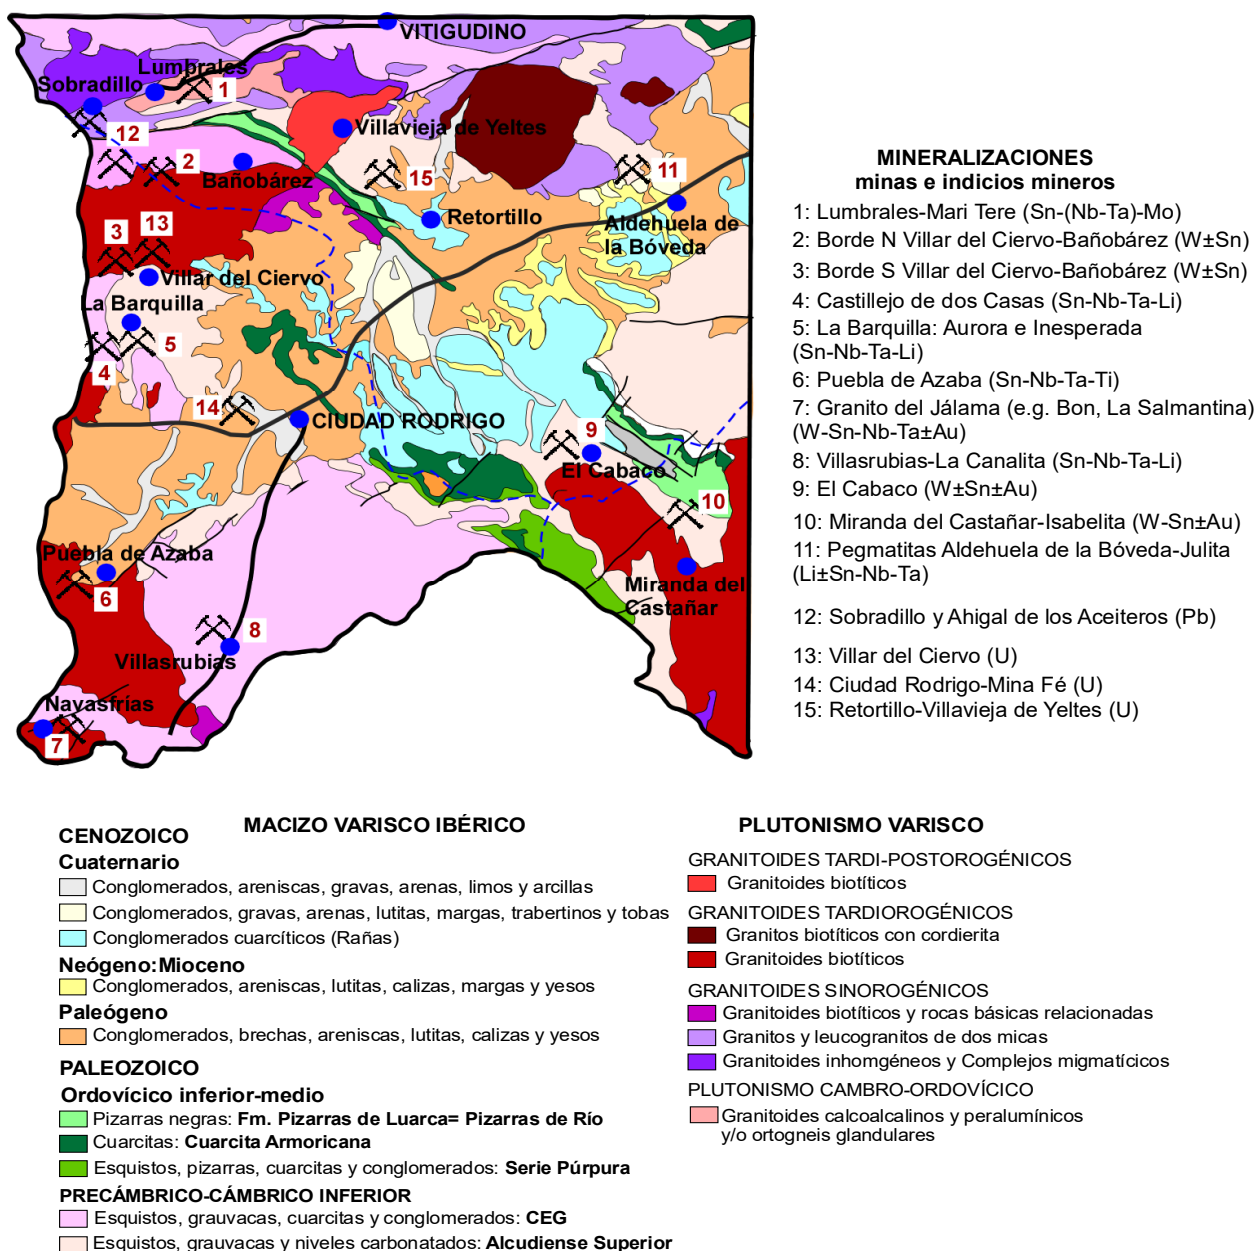 VITIGUDINO
Lumbrales
Sobradillo
1
12
Villavieja de Yeltes
2
15
11
Bañobárez
Retortillo
Aldehuela de
la Bóveda
3
13
Villar del Ciervo
La Barquilla
5
4
14
CIUDAD RODRIGO
9
El Cabaco
10
Puebla de Azaba
6
Miranda del
Castañar
8
Villasrubias
Navasfrías
7
MINERALIZACIONES
minas e indicios mineros
1: Lumbrales-Mari Tere (Sn-(Nb-Ta)-Mo)
2: Borde N Villar del Ciervo-Bañobárez (W±Sn)
3: Borde S Villar del Ciervo-Bañobárez (W±Sn)
4: Castillejo de dos Casas (Sn-Nb-Ta-Li)
5: La Barquilla: Aurora e Inesperada
(Sn-Nb-Ta-Li)
6: Puebla de Azaba (Sn-Nb-Ta-Ti)
7: Granito del Jálama (e.g. Bon, La Salmantina)
(W-Sn-Nb-Ta±Au)
8: Villasrubias-La Canalita (Sn-Nb-Ta-Li)
9: El Cabaco (W±Sn±Au)
10: Miranda del Castañar-Isabelita (W-Sn±Au)
11: Pegmatitas Aldehuela de la Bóveda-Julita
(Li±Sn-Nb-Ta)
12: Sobradillo y Ahigal de los Aceiteros (Pb)
13: Villar del Ciervo (U)
14: Ciudad Rodrigo-Mina Fé (U)
15: Retortillo-Villavieja de Yeltes (U)
MACIZO VARISCO IBÉRICO
CENOZOICO
Cuaternario
Conglomerados, areniscas, gravas, arenas, limos y arcillas
Conglomerados, gravas, arenas, lutitas, margas, trabertinos y tobas
Conglomerados cuarcíticos (Rañas)
Neógeno:Mioceno
Conglomerados, areniscas, lutitas, calizas, margas y yesos
Paleógeno
Conglomerados, brechas, areniscas, lutitas, calizas y yesos
PALEOZOICO
Ordovícico inferior-medio
Pizarras negras: Fm. Pizarras de Luarca= Pizarras de Río
Cuarcitas: Cuarcita Armoricana
Esquistos, pizarras, cuarcitas y conglomerados: Serie Púrpura
PRECÁMBRICO-CÁMBRICO INFERIOR
Esquistos, grauvacas, cuarcitas y conglomerados: CEG
Esquistos, grauvacas y niveles carbonatados: Alcudiense Superior
PLUTONISMO VARISCO
GRANITOIDES TARDI-POSTOROGÉNICOS
Granitoides biotíticos
GRANITOIDES TARDIOROGÉNICOS
Granitos biotíticos con cordierita
Granitoides biotíticos
GRANITOIDES SINOROGÉNICOS
Granitoides biotíticos y rocas básicas relacionadas
Granitos y leucogranitos de dos micas
Granitoides inhomgéneos y Complejos migmatícicos
PLUTONISMO CAMBRO-ORDOVÍCICO
Granitoides calcoalcalinos y peralumínicos
y/o ortogneis glandulares